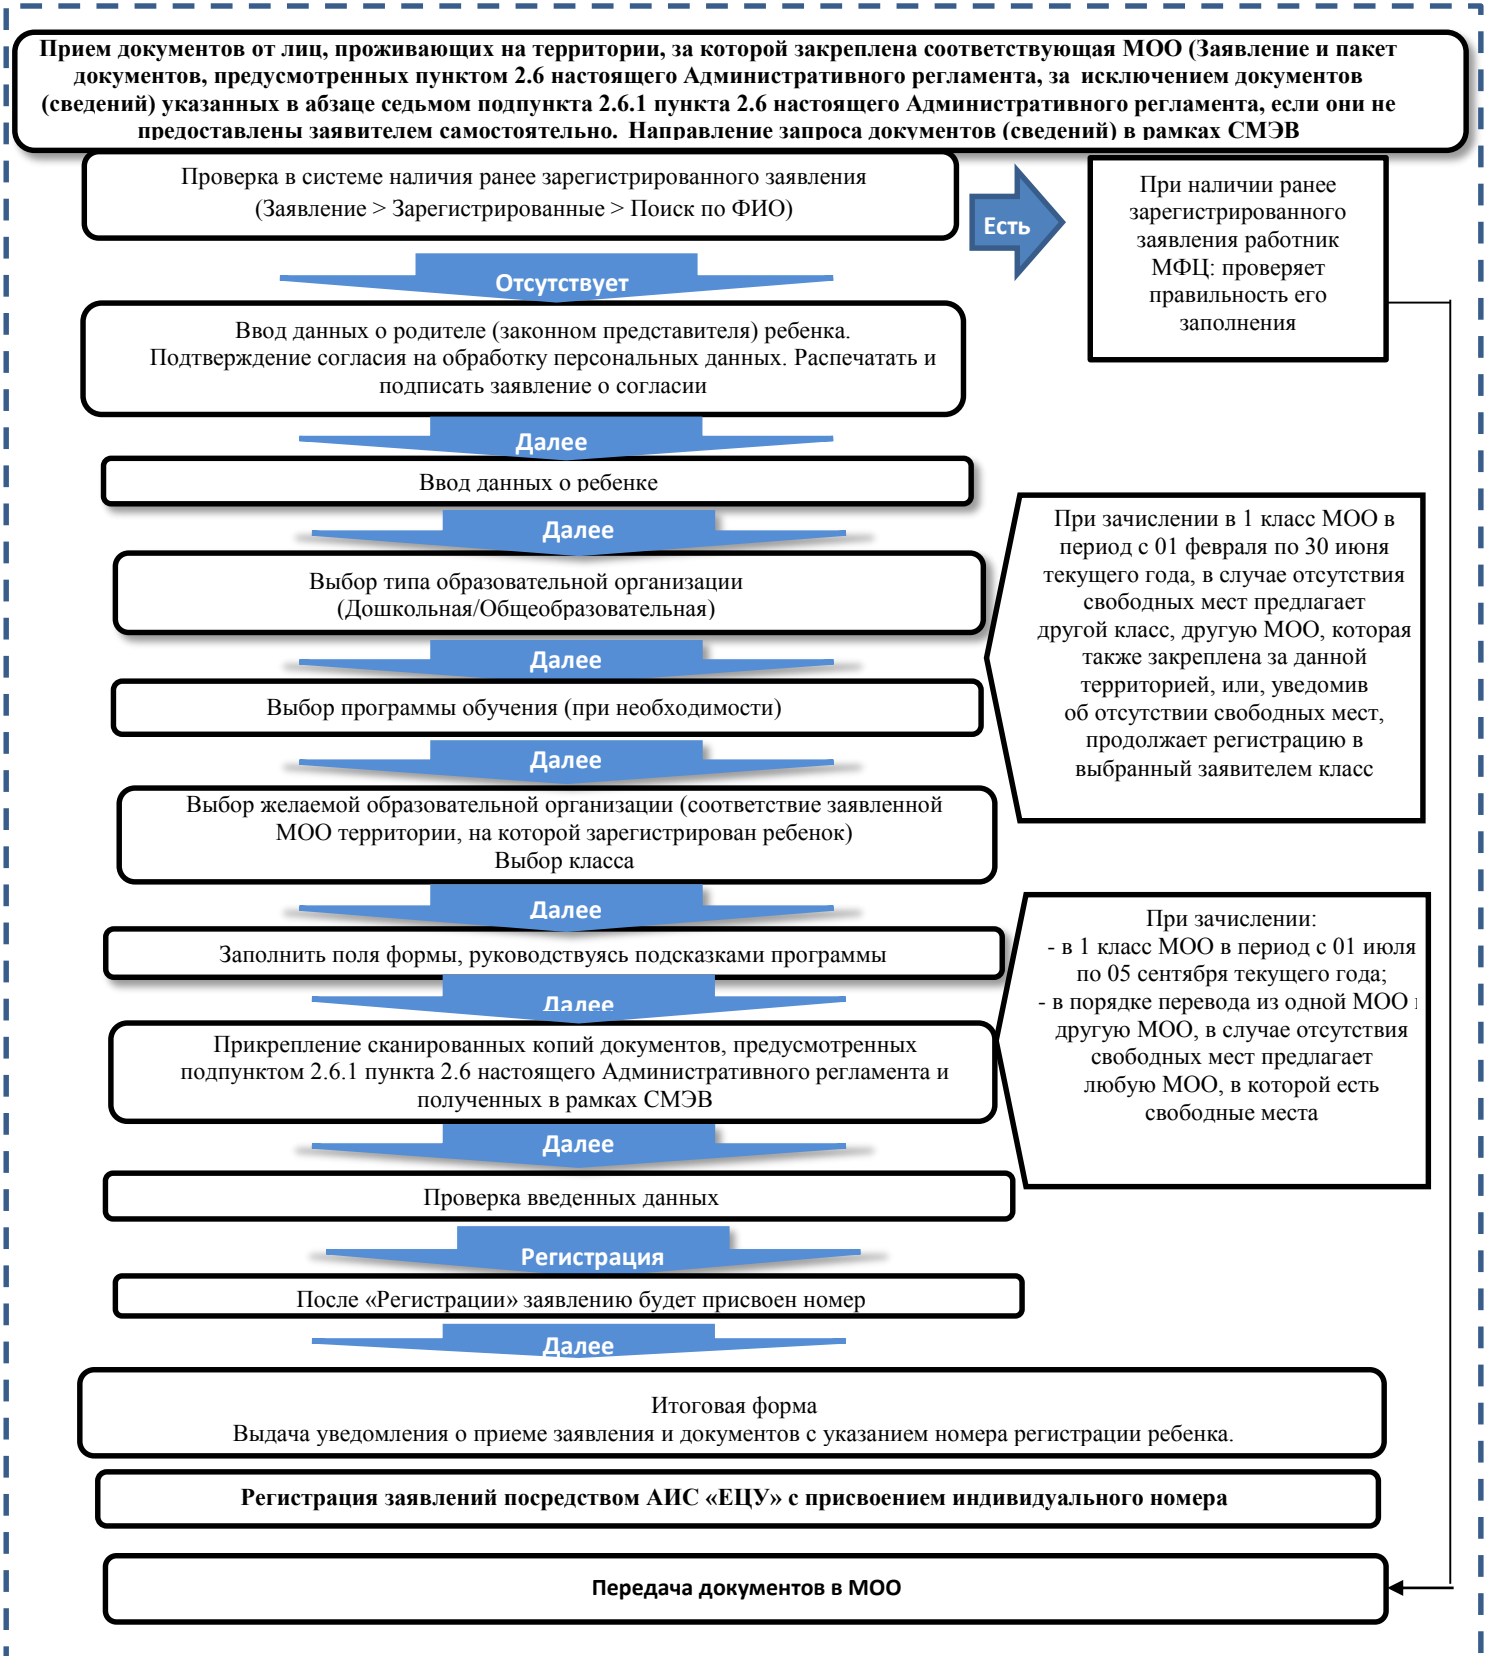 Прием документов от лиц, проживающих на территории, за которой закреплена соответствующая МОО (Заявление и пакет
документов, предусмотренных пунктом 2.6 настоящего Административного регламента, за исключением документов
(сведений) указанных в абзаце седьмом подпункта 2.6.1 пункта 2.6 настоящего Административного регламента, если они не
предоставлены заявителем самостоятельно. Направление запроса документов (сведений) в рамках СМЭВ
Проверка в системе наличия ранее зарегистрированного заявления
(Заявление > Зарегистрированные > Поиск по ФИО)
Есть
При наличии ранее
зарегистрированного
заявления работник
МФЦ: проверяет
правильность его
заполнения
Отсутствует
Ввод данных о родителе (законном представителя) ребенка.
Подтверждение согласия на обработку персональных данных. Распечатать и
подписать заявление о согласии
Далее
Ввод данных о ребенке
Далее
Выбор типа образовательной организации
(Дошкольная/Общеобразовательная)
Далее
Выбор программы обучения (при необходимости)
Далее
При зачислении в 1 класс МОО в
период с 01 февраля по 30 июня
текущего года, в случае отсутствия
свободных мест предлагает
другой класс, другую МОО, которая
также закреплена за данной
территорией, или, уведомив
об отсутствии свободных мест,
продолжает регистрацию в
выбранный заявителем класс
Выбор желаемой образовательной организации (соответствие заявленной
МОО территории, на которой зарегистрирован ребенок)
Выбор класса
Далее
Заполнить поля формы, руководствуясь подсказками программы
Далее
При зачислении:
- в 1 класс МОО в период с 01 июля
по 05 сентября текущего года;
- в порядке перевода из одной МОО
другую МОО, в случае отсутствия
свободных мест предлагает
любую МОО, в которой есть
свободные места
Прикрепление сканированных копий документов, предусмотренных
подпунктом 2.6.1 пункта 2.6 настоящего Административного регламента и
полученных в рамках СМЭВ
Далее
Проверка введенных данных
Регистрация
После «Регистрации» заявлению будет присвоен номер
Далее
Итоговая форма
Выдача уведомления о приеме заявления и документов с указанием номера регистрации ребенка.
Регистрация заявлений посредством АИС «ЕЦУ» с присвоением индивидуального номера
Передача документов в МОО